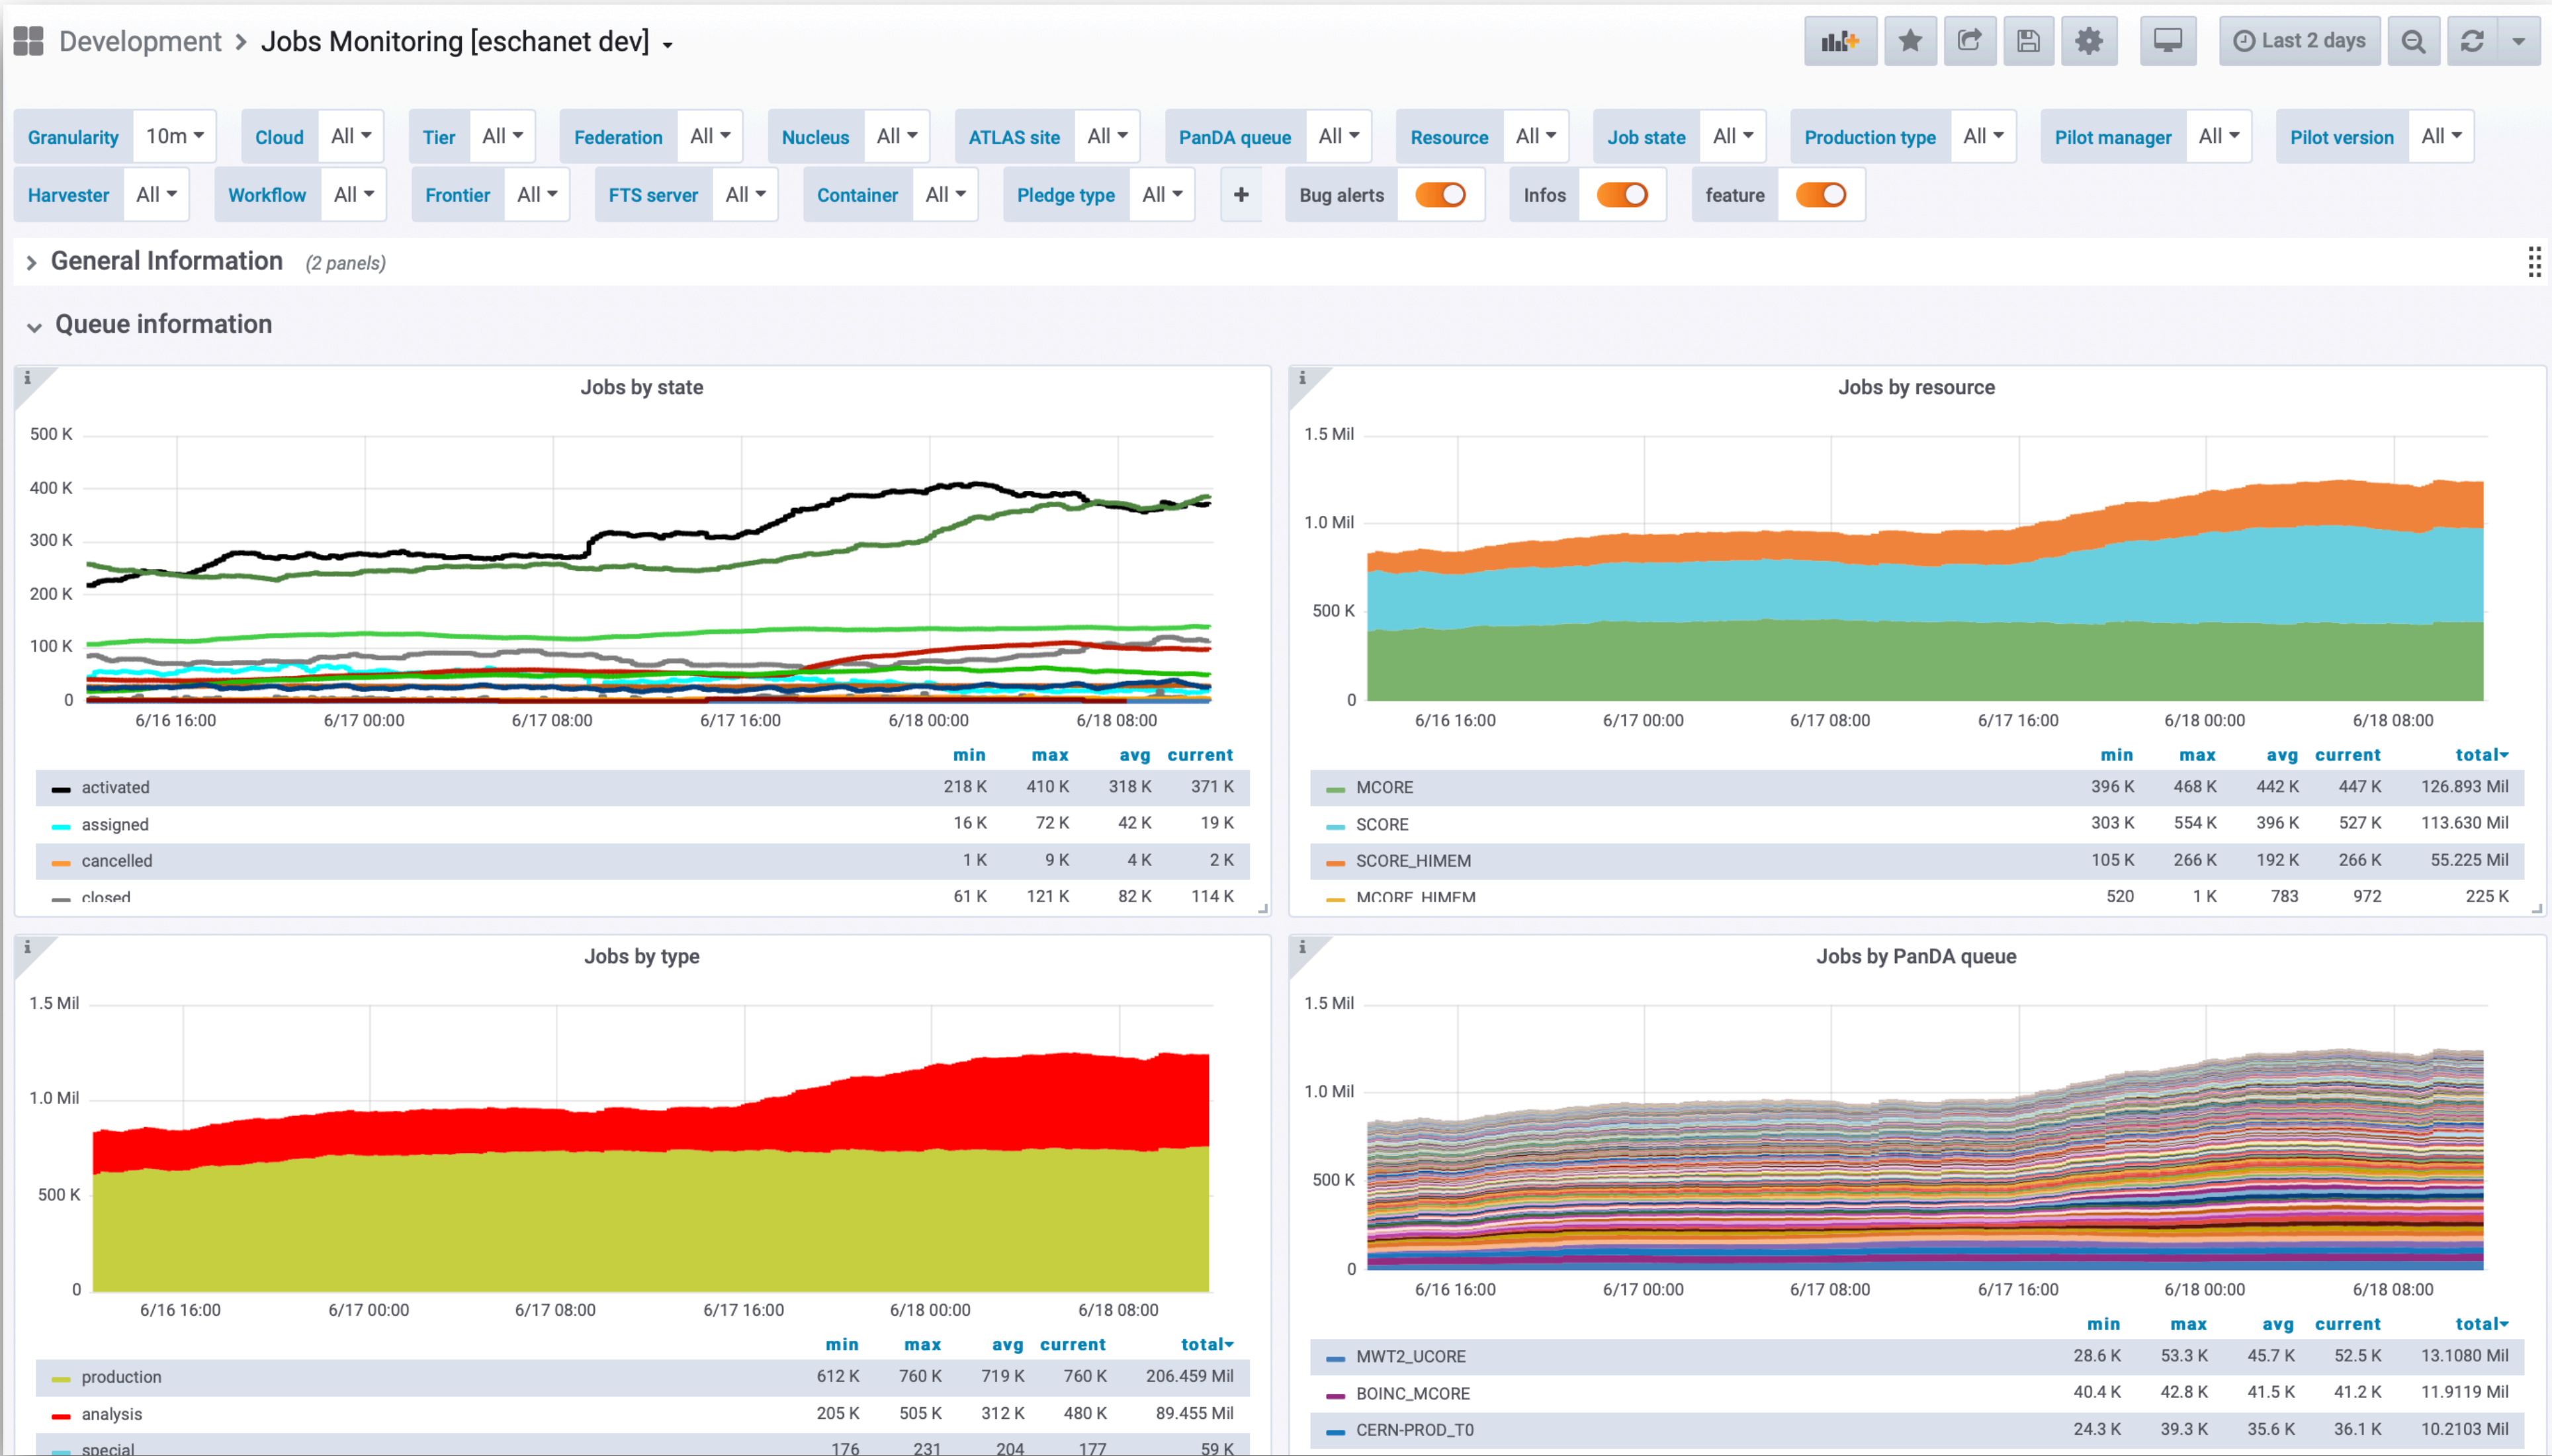 Development > Jobs Monitoring [eschanet dev]
Last 2 days
Granularity 10m Cloud All Tier All Federation All Nucleus All ATLAS site All PanDA queue All Resource All Job state All Production type All Pilot manager All Pilot version All
Harvester All Workflow All Frontier All FTS server All Container All Pledge type All + Bug alerts Infos feature
General Information (2 panels)
Queue information
i
Jobs by state
500 K
400 K
300 K
200 K
100 K
0
6/16 16:00 6/17 00:00 6/17 08:00 6/17 16:00 6/18 00:00 6/18 08:00
min max avg current
activated 218 K 410 K 318 K 371 K
assigned 16 K 72 K 42 K 19 K
cancelled 1 K 9 K 4 K 2 K
closed 61 K 121 K 82 K 114 K
i
Jobs by resource
1.5 Mil
1.0 Mil
500 K
0
6/16 16:00 6/17 00:00 6/17 08:00 6/17 16:00 6/18 00:00 6/18 08:00
min max avg current total
MCORE 396 K 468 K 442 K 447 K 126.893 Mil
SCORE 303 K 554 K 396 K 527 K 113.630 Mil
SCORE_HIMEM 105 K 266 K 192 K 266 K 55.225 Mil
MCORE_HIMEM 520 1 K 783 972 225 K
i
Jobs by type
1.5 Mil
1.0 Mil
500 K
0
6/16 16:00 6/17 00:00 6/17 08:00 6/17 16:00 6/18 00:00 6/18 08:00
min max avg current total
production 612 K 760 K 719 K 760 K 206.459 Mil
analysis 205 K 505 K 312 K 480 K 89.455 Mil
special 176 231 204 177 59 K
i
Jobs by PanDA queue
1.5 Mil
1.0 Mil
500 K
0
6/16 16:00 6/17 00:00 6/17 08:00 6/17 16:00 6/18 00:00 6/18 08:00
min max avg current total
MWT2_UCORE 28.6 K 53.3 K 45.7 K 52.5 K 13.1080 Mil
BOINC_MCORE 40.4 K 42.8 K 41.5 K 41.2 K 11.9119 Mil
CERN-PROD_T0 24.3 K 39.3 K 35.6 K 36.1 K 10.2103 Mil